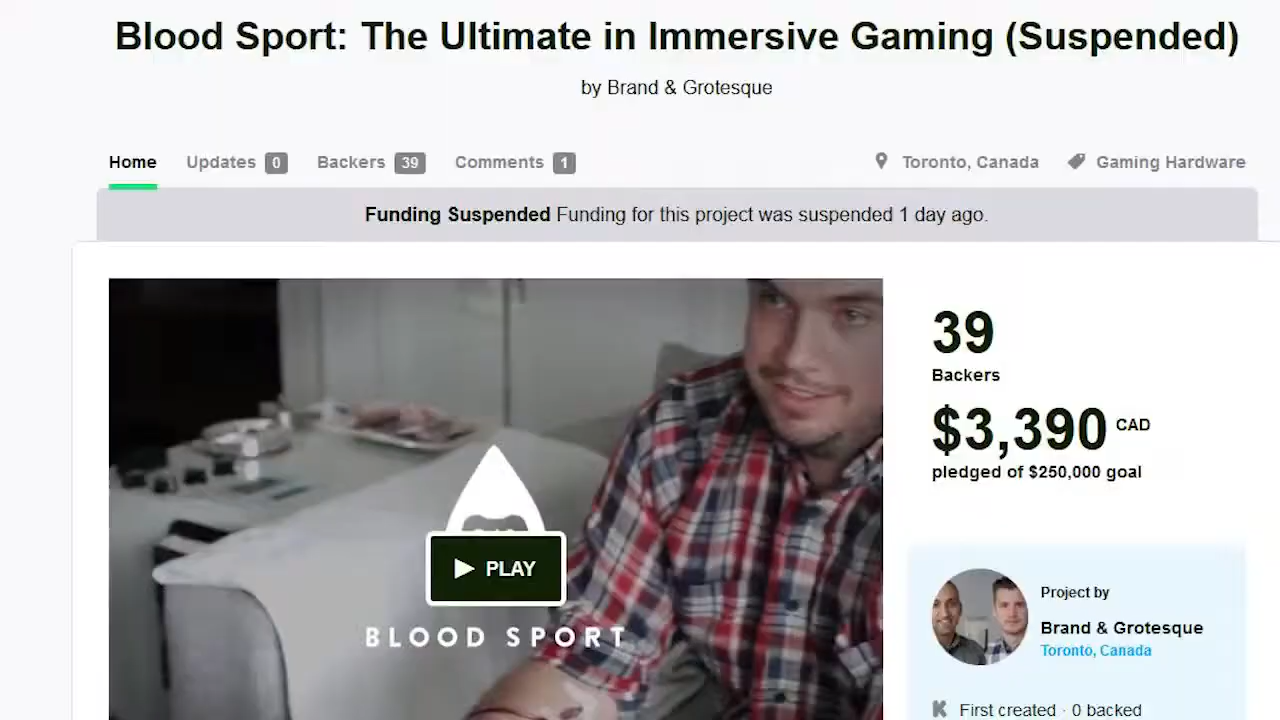 Blood Sport: The Ultimate in Immersive Gaming (Suspended)
by Brand & Grotesque
Home Updates 0 Backers 39 Comments 1 Toronto, Canada Gaming Hardware
Funding Suspended Funding for this project was suspended 1 day ago.
39
Backers
$3,390 CAD
pledged of $250,000 goal
PLAY
BLOOD SPORT
Project by
Brand & Grotesque
Toronto, Canada
First created · 0 backed